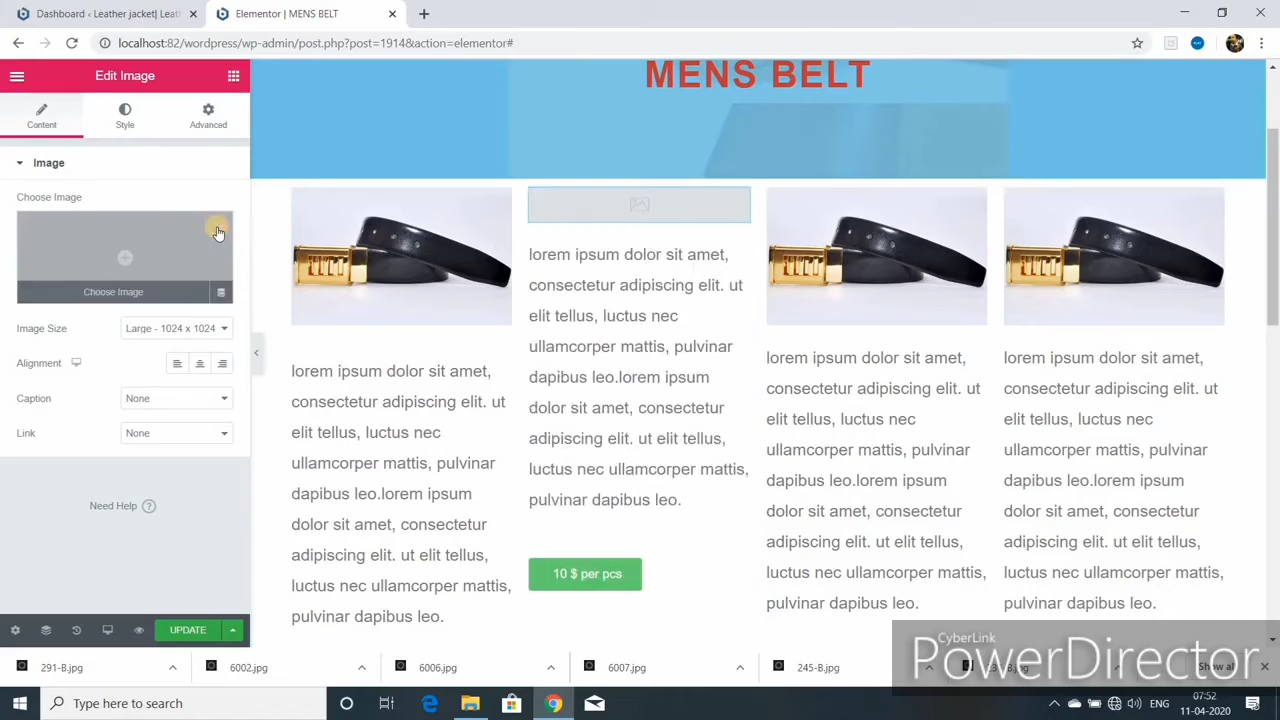 Dashboard ‹ Leather jacket| Leat
Elementor | MENS BELT
localhost:82/wordpress/wp-admin/post.php?post=1914&action=elementor#
Edit Image
Content
Style
Advanced
Image
Choose Image
Choose Image
Image Size
Large - 1024 x 1024
Alignment
Caption
None
Link
None
Need Help ?
UPDATE
MENS BELT
lorem ipsum dolor sit amet,
consectetur adipiscing elit. ut
elit tellus, luctus nec
ullamcorper mattis, pulvinar
dapibus leo.lorem ipsum
dolor sit amet, consectetur
adipiscing elit. ut elit tellus,
luctus nec ullamcorper mattis,
pulvinar dapibus leo.
lorem ipsum dolor sit amet,
consectetur adipiscing elit. ut
elit tellus, luctus nec
ullamcorper mattis, pulvinar
dapibus leo.lorem ipsum
dolor sit amet, consectetur
adipiscing elit. ut elit tellus,
luctus nec ullamcorper mattis,
pulvinar dapibus leo.
10 $ per pcs
lorem ipsum dolor sit amet,
consectetur adipiscing elit. ut
elit tellus, luctus nec
ullamcorper mattis, pulvinar
dapibus leo.lorem ipsum
dolor sit amet, consectetur
adipiscing elit. ut elit tellus,
luctus nec ullamcorper mattis,
pulvinar dapibus leo.
lorem ipsum dolor sit amet,
consectetur adipiscing elit. ut
elit tellus, luctus nec
ullamcorper mattis, pulvinar
dapibus leo.lorem ipsum
dolor sit amet, consectetur
adipiscing elit. ut elit tellus,
luctus nec ullamcorper mattis,
pulvinar dapibus leo.
291-B.jpg
6002.jpg
6006.jpg
6007.jpg
245-B.jpg
Show all
CyberLink
PowerDirector
Type here to search
ENG
07:52
11-04-2020